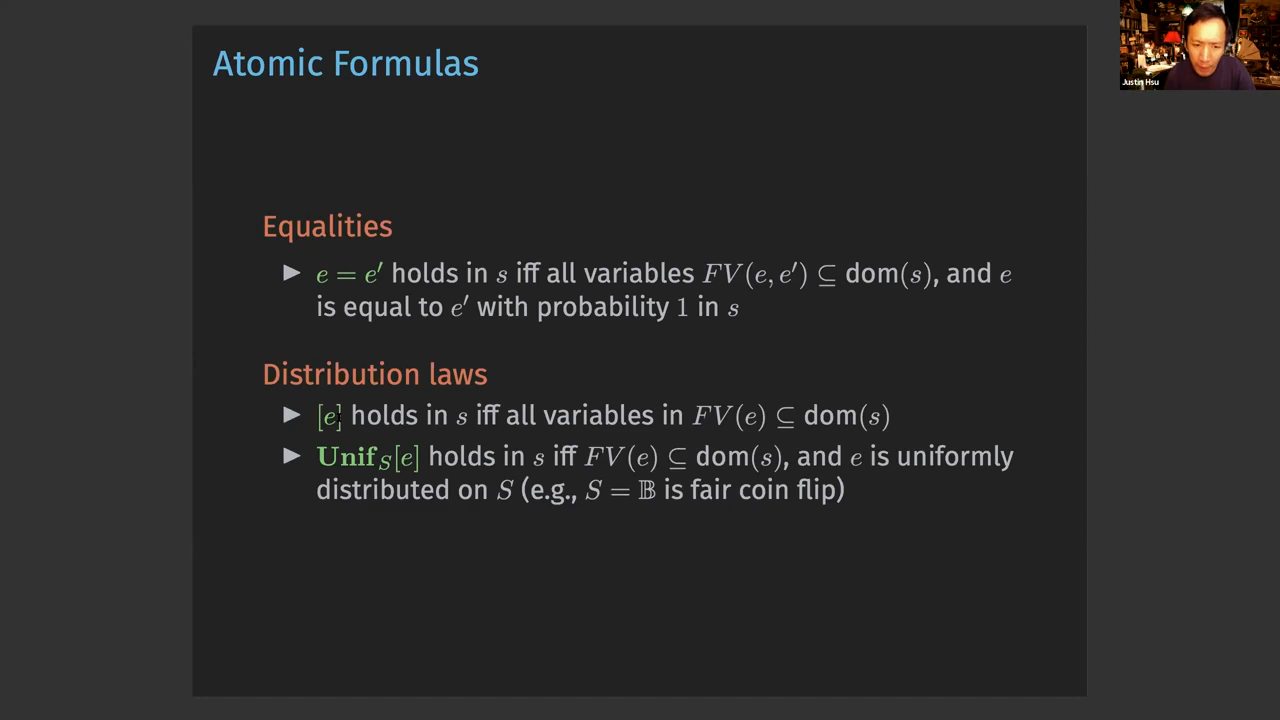 Atomic Formulas
Justin Hsu
Equalities
▶ e = e′ holds in s iff all variables FV(e, e′) ⊆ dom(s), and e
is equal to e′ with probability 1 in s
Distribution laws
▶ [e] holds in s iff all variables in FV(e) ⊆ dom(s)
▶ Unif_S[e] holds in s iff FV(e) ⊆ dom(s), and e is uniformly
distributed on S (e.g., S = 𝔹 is fair coin flip)